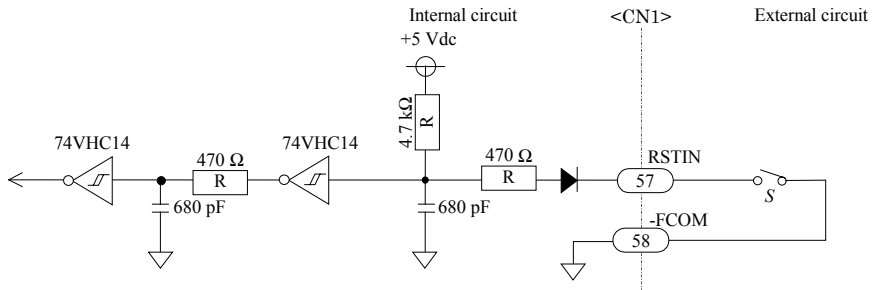 Internal circuit
<CN1>
External circuit
+5 Vdc
4.7 kΩ
R
74VHC14
470 Ω
R
74VHC14
470 Ω
R
RSTIN
57
S
680 pF
680 pF
-FCOM
58